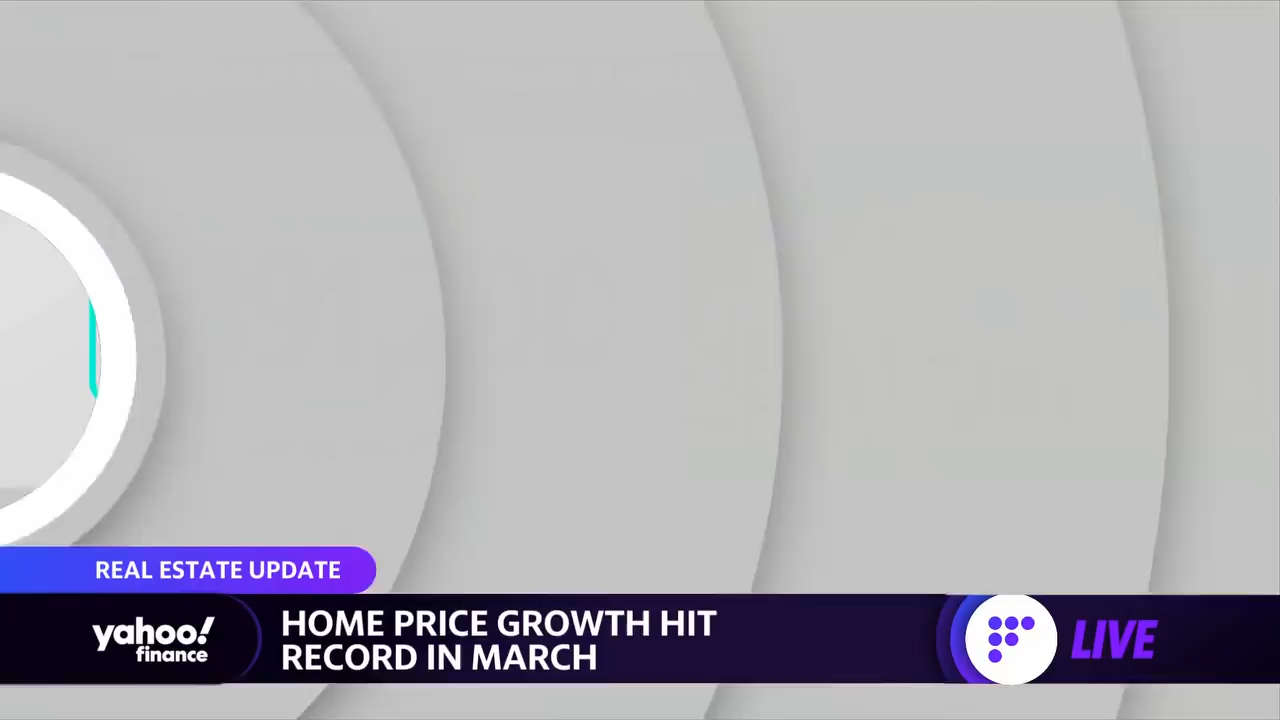 REAL ESTATE UPDATE
yahoo!
finance
HOME PRICE GROWTH HIT
RECORD IN MARCH
LIVE